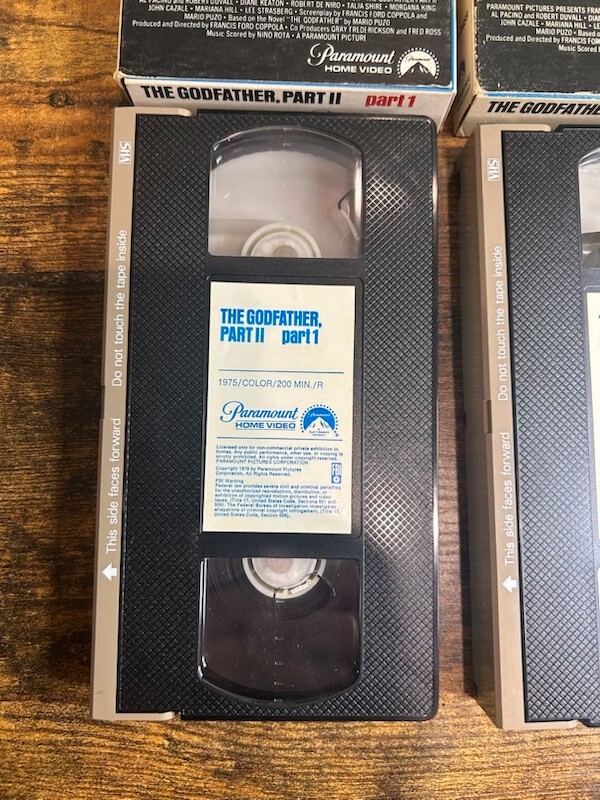 AL PACINO and ROBERT DUVALL • DIANE KEATON • ROBERT DE NIRO • TALIA SHIRE • MORGANA KING
JOHN CAZALE • MARIANA HILL • LEE STRASBERG • Screenplay by FRANCIS FORD COPPOLA and
MARIO PUZO • Based on the Novel "THE GODFATHER" by MARIO PUZO
Produced and Directed by FRANCIS FORD COPPOLA • Co Producers GRAY FREDERICKSON and FRED ROSS
Music Scored by NINO ROTA • A PARAMOUNT PICTURE
Paramount
HOME VIDEO
THE GODFATHER, PART II part 1
PARAMOUNT PICTURES PRESENTS
AL PACINO and ROBERT DUVALL
JOHN CAZALE • MARIANA HILL
MARIO PUZO
Produced and Directed by FRANCIS
Music Scored
THE GODFATHE
VHS
Do not touch the tape inside
This side faces forward
THE GODFATHER,
PART II part 1
1975/COLOR/200 MIN./R
Paramount
HOME VIDEO
Paramount
Licensed only for non-commercial private exhibition in
homes. Any public performance, other use, or copying is
strictly prohibited. All rights under copyright reserved.
PARAMOUNT PICTURES CORPORATION
Copyright 1979 by Paramount Pictures
Corporation. All Rights Reserved.
FBI Warning
Federal law provides severe civil and criminal penalties
for the unauthorized reproduction, distribution, or
exhibition of copyrighted motion pictures and video
tapes. (Title 17, United States Code, Sections 501 and
506). The Federal Bureau of Investigation investigates
allegations of criminal copyright infringement, (Title 17,
United States Code, Section 506).
VHS
Do not touch the tape inside
This side faces forward